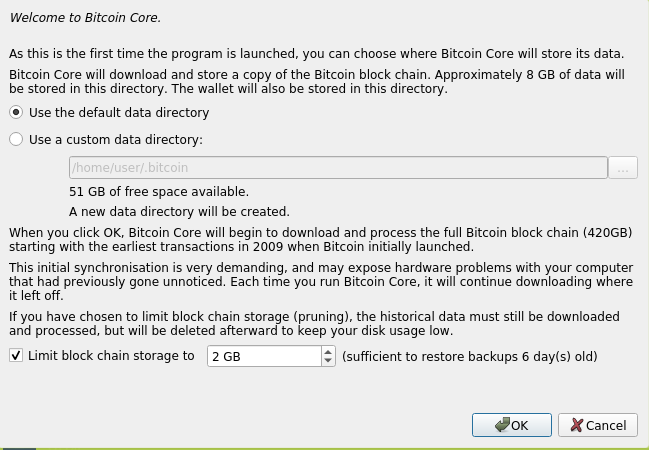 Welcome to Bitcoin Core.
As this is the first time the program is launched, you can choose where Bitcoin Core will store its data.
Bitcoin Core will download and store a copy of the Bitcoin block chain. Approximately 8 GB of data will
be stored in this directory. The wallet will also be stored in this directory.
Use the default data directory
Use a custom data directory:
/home/user/.bitcoin
...
51 GB of free space available.
A new data directory will be created.
When you click OK, Bitcoin Core will begin to download and process the full Bitcoin block chain (420GB)
starting with the earliest transactions in 2009 when Bitcoin initially launched.
This initial synchronisation is very demanding, and may expose hardware problems with your computer
that had previously gone unnoticed. Each time you run Bitcoin Core, it will continue downloading where
it left off.
If you have chosen to limit block chain storage (pruning), the historical data must still be downloaded
and processed, but will be deleted afterward to keep your disk usage low.
Limit block chain storage to 2 GB (sufficient to restore backups 6 day(s) old)
OK Cancel